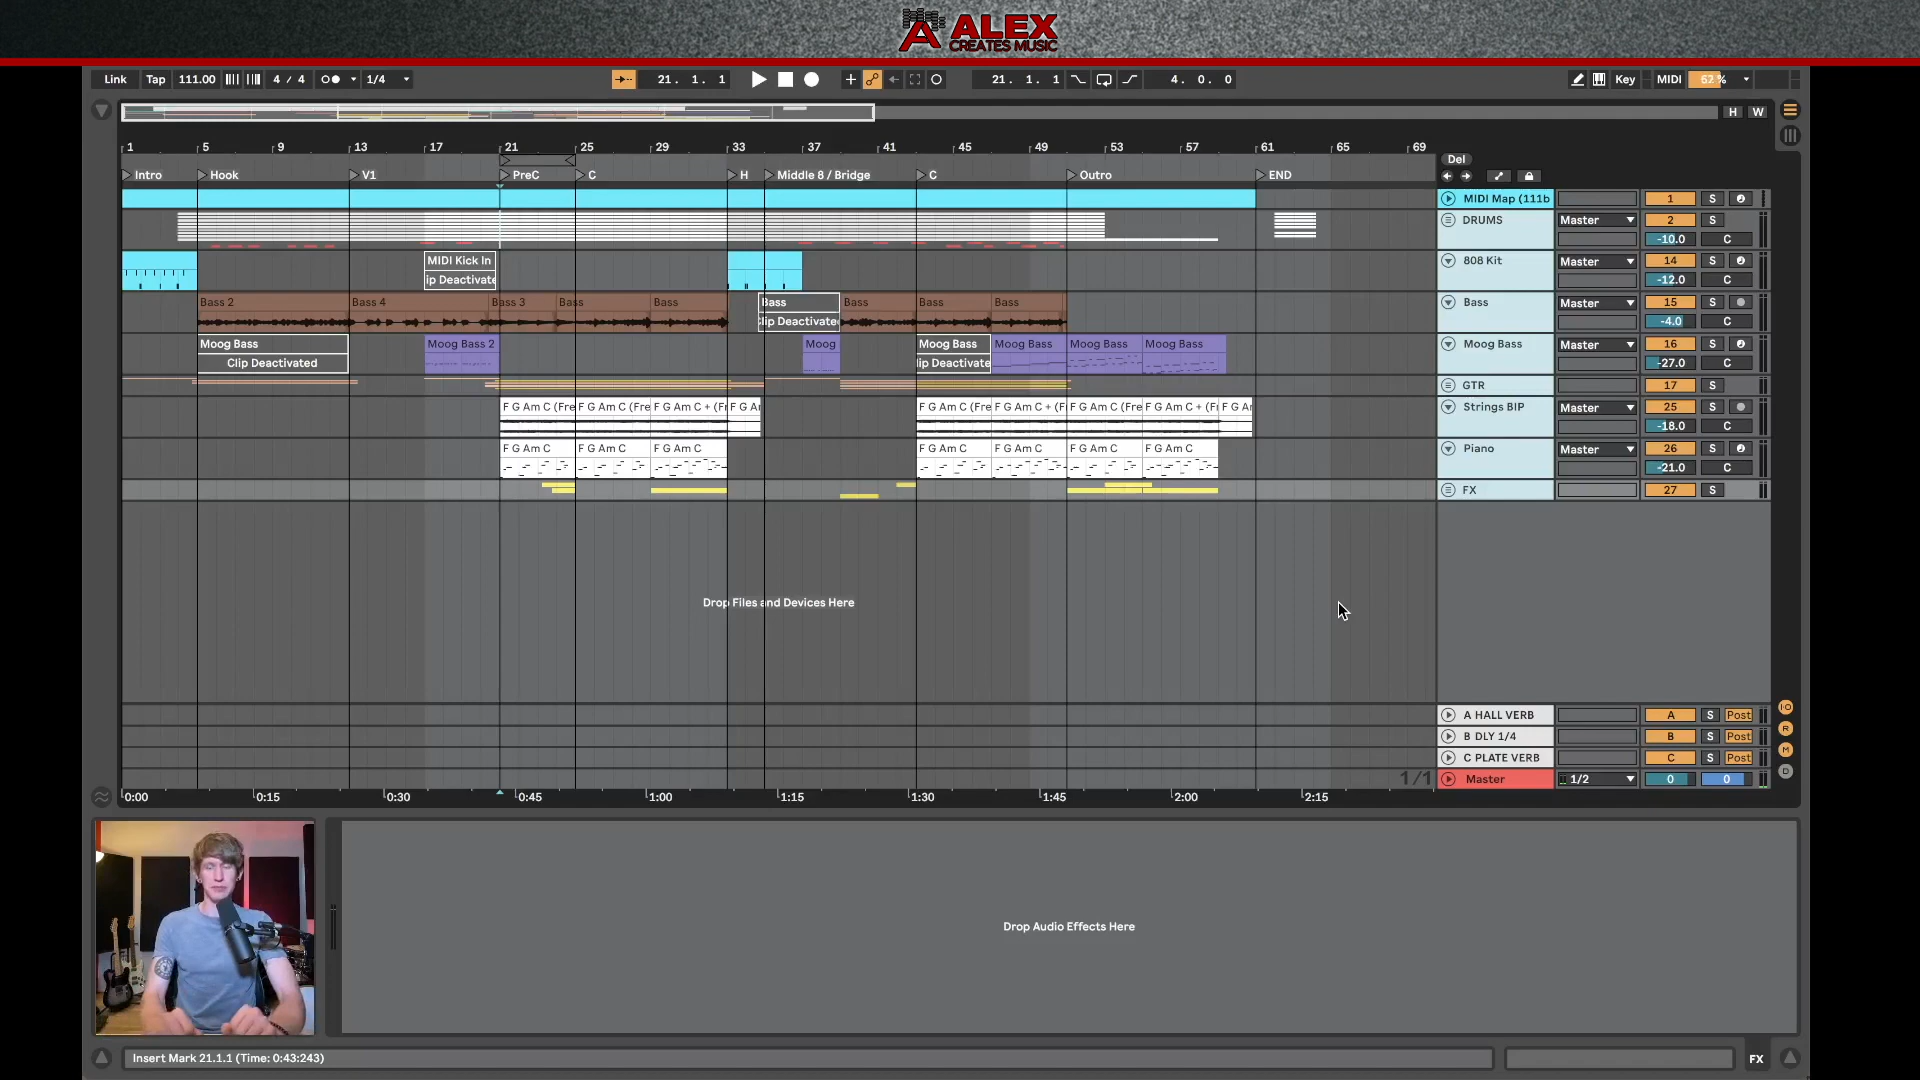 ALEX
CREATES MUSIC
Link Tap 111.00 4 / 4 1/4 21. 1. 1 21. 1. 1 4. 0. 0 Key MIDI 62 %
H W
1 5 9 13 17 21 25 29 33 37 41 45 49 53 57 61 65 69
Del
Intro Hook V1 PreC C H Middle 8 / Bridge C Outro END
MIDI Map (111b 1 S
DRUMS Master 2 S
-10.0 C
MIDI Kick In 808 Kit Master 14 S
ip Deactivate -12.0 C
Bass 2 Bass 4 Bass 3 Bass Bass Bass Bass Bass Bass Bass Master 15 S
lip Deactivate -4.0 C
Moog Bass Moog Bass 2 Moog Moog Bass Moog Bass Moog Bass Moog Bass Moog Bass Master 16 S
Clip Deactivated lip Deactivate -27.0 C
GTR 17 S
F G Am C (Fre F G Am C (Fre F G Am C + (Fr F G Ar F G Am C (Fre F G Am C + (Fr F G Am C (Fre F G Am C + (Fr F G Ar Strings BIP Master 25 S
-18.0 C
F G Am C F G Am C F G Am C F G Am C F G Am C F G Am C F G Am C Piano Master 26 S
-21.0 C
FX 27 S
Drop Files and Devices Here
A HALL VERB A S Post
B DLY 1/4 B S Post
C PLATE VERB C S Post
1/1 Master 1/2 0 0
I·O
R
M
D
0:00 0:15 0:30 0:45 1:00 1:15 1:30 1:45 2:00 2:15
Drop Audio Effects Here
Insert Mark 21.1.1 (Time: 0:43:243) FX